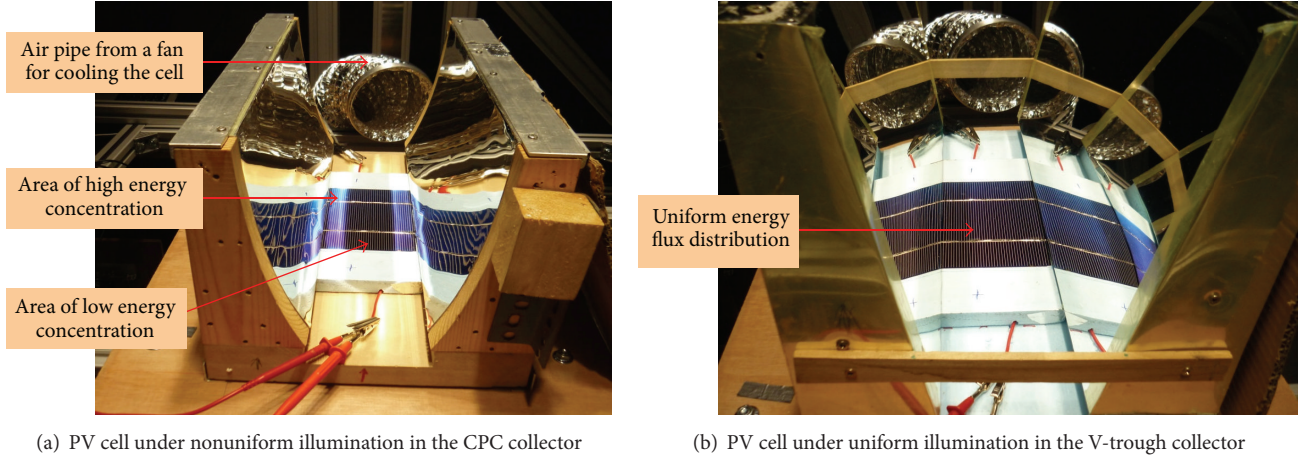 Air pipe from a fan
for cooling the cell
Area of high energy
concentration
Area of low energy
concentration
Uniform energy
flux distribution
(a) PV cell under nonuniform illumination in the CPC collector
(b) PV cell under uniform illumination in the V-trough collector